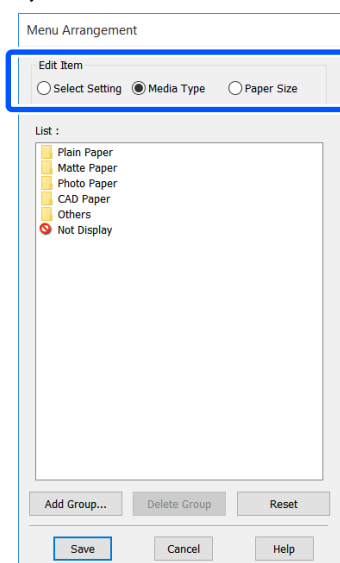 Menu Arrangement
Edit Item
Select Setting Media Type Paper Size
List :
Plain Paper
Matte Paper
Photo Paper
CAD Paper
Others
Not Display
Add Group... Delete Group Reset
Save Cancel Help